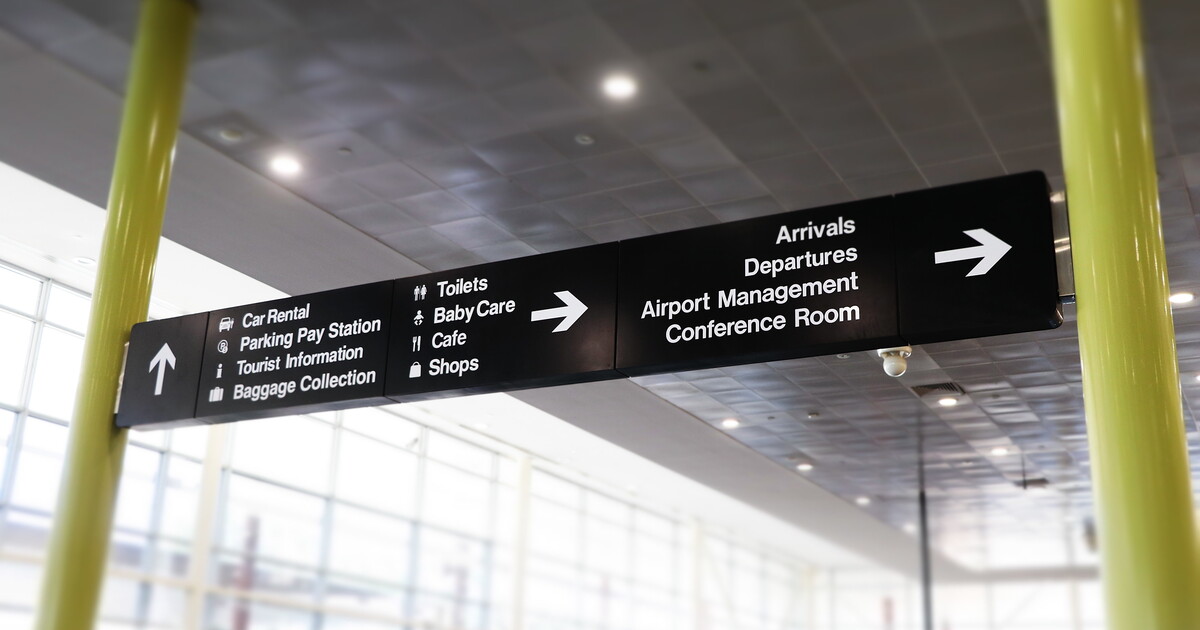 Car Rental
Parking Pay Station
Tourist Information
Baggage Collection
Toilets
Baby Care
Cafe
Shops
Arrivals
Departures
Airport Management
Conference Room